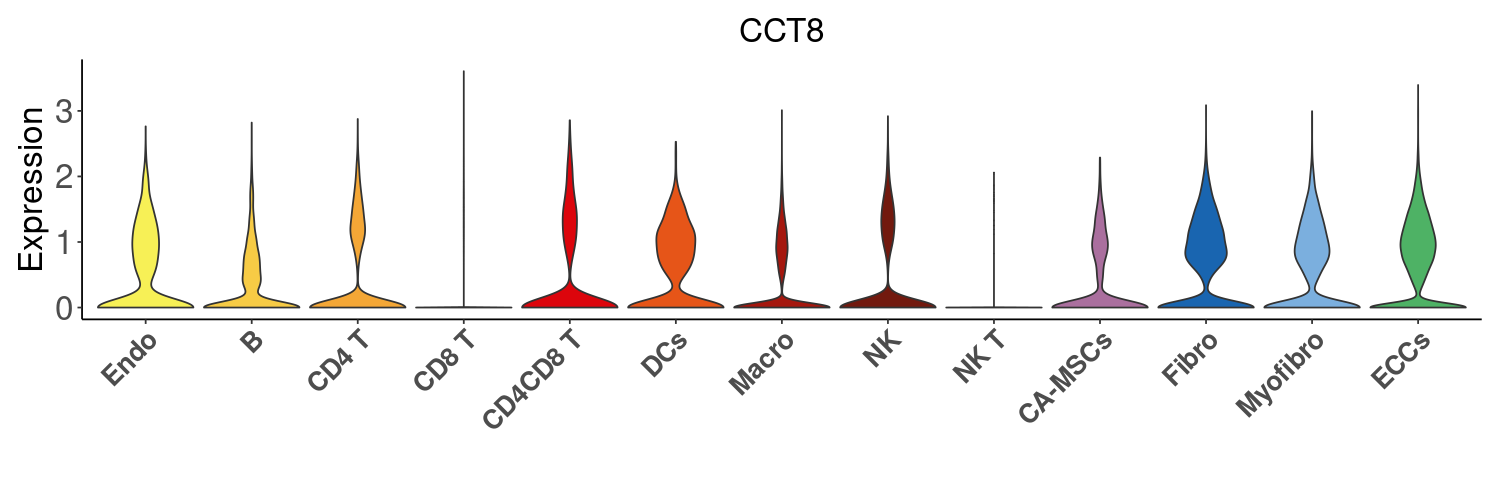 CCT8
Expression
3
2
1
0
Endo
B
CD4 T
CD8 T
CD4CD8 T
DCs
Macro
NK
NK T
CA-MSCs
Fibro
Myofibro
ECCs